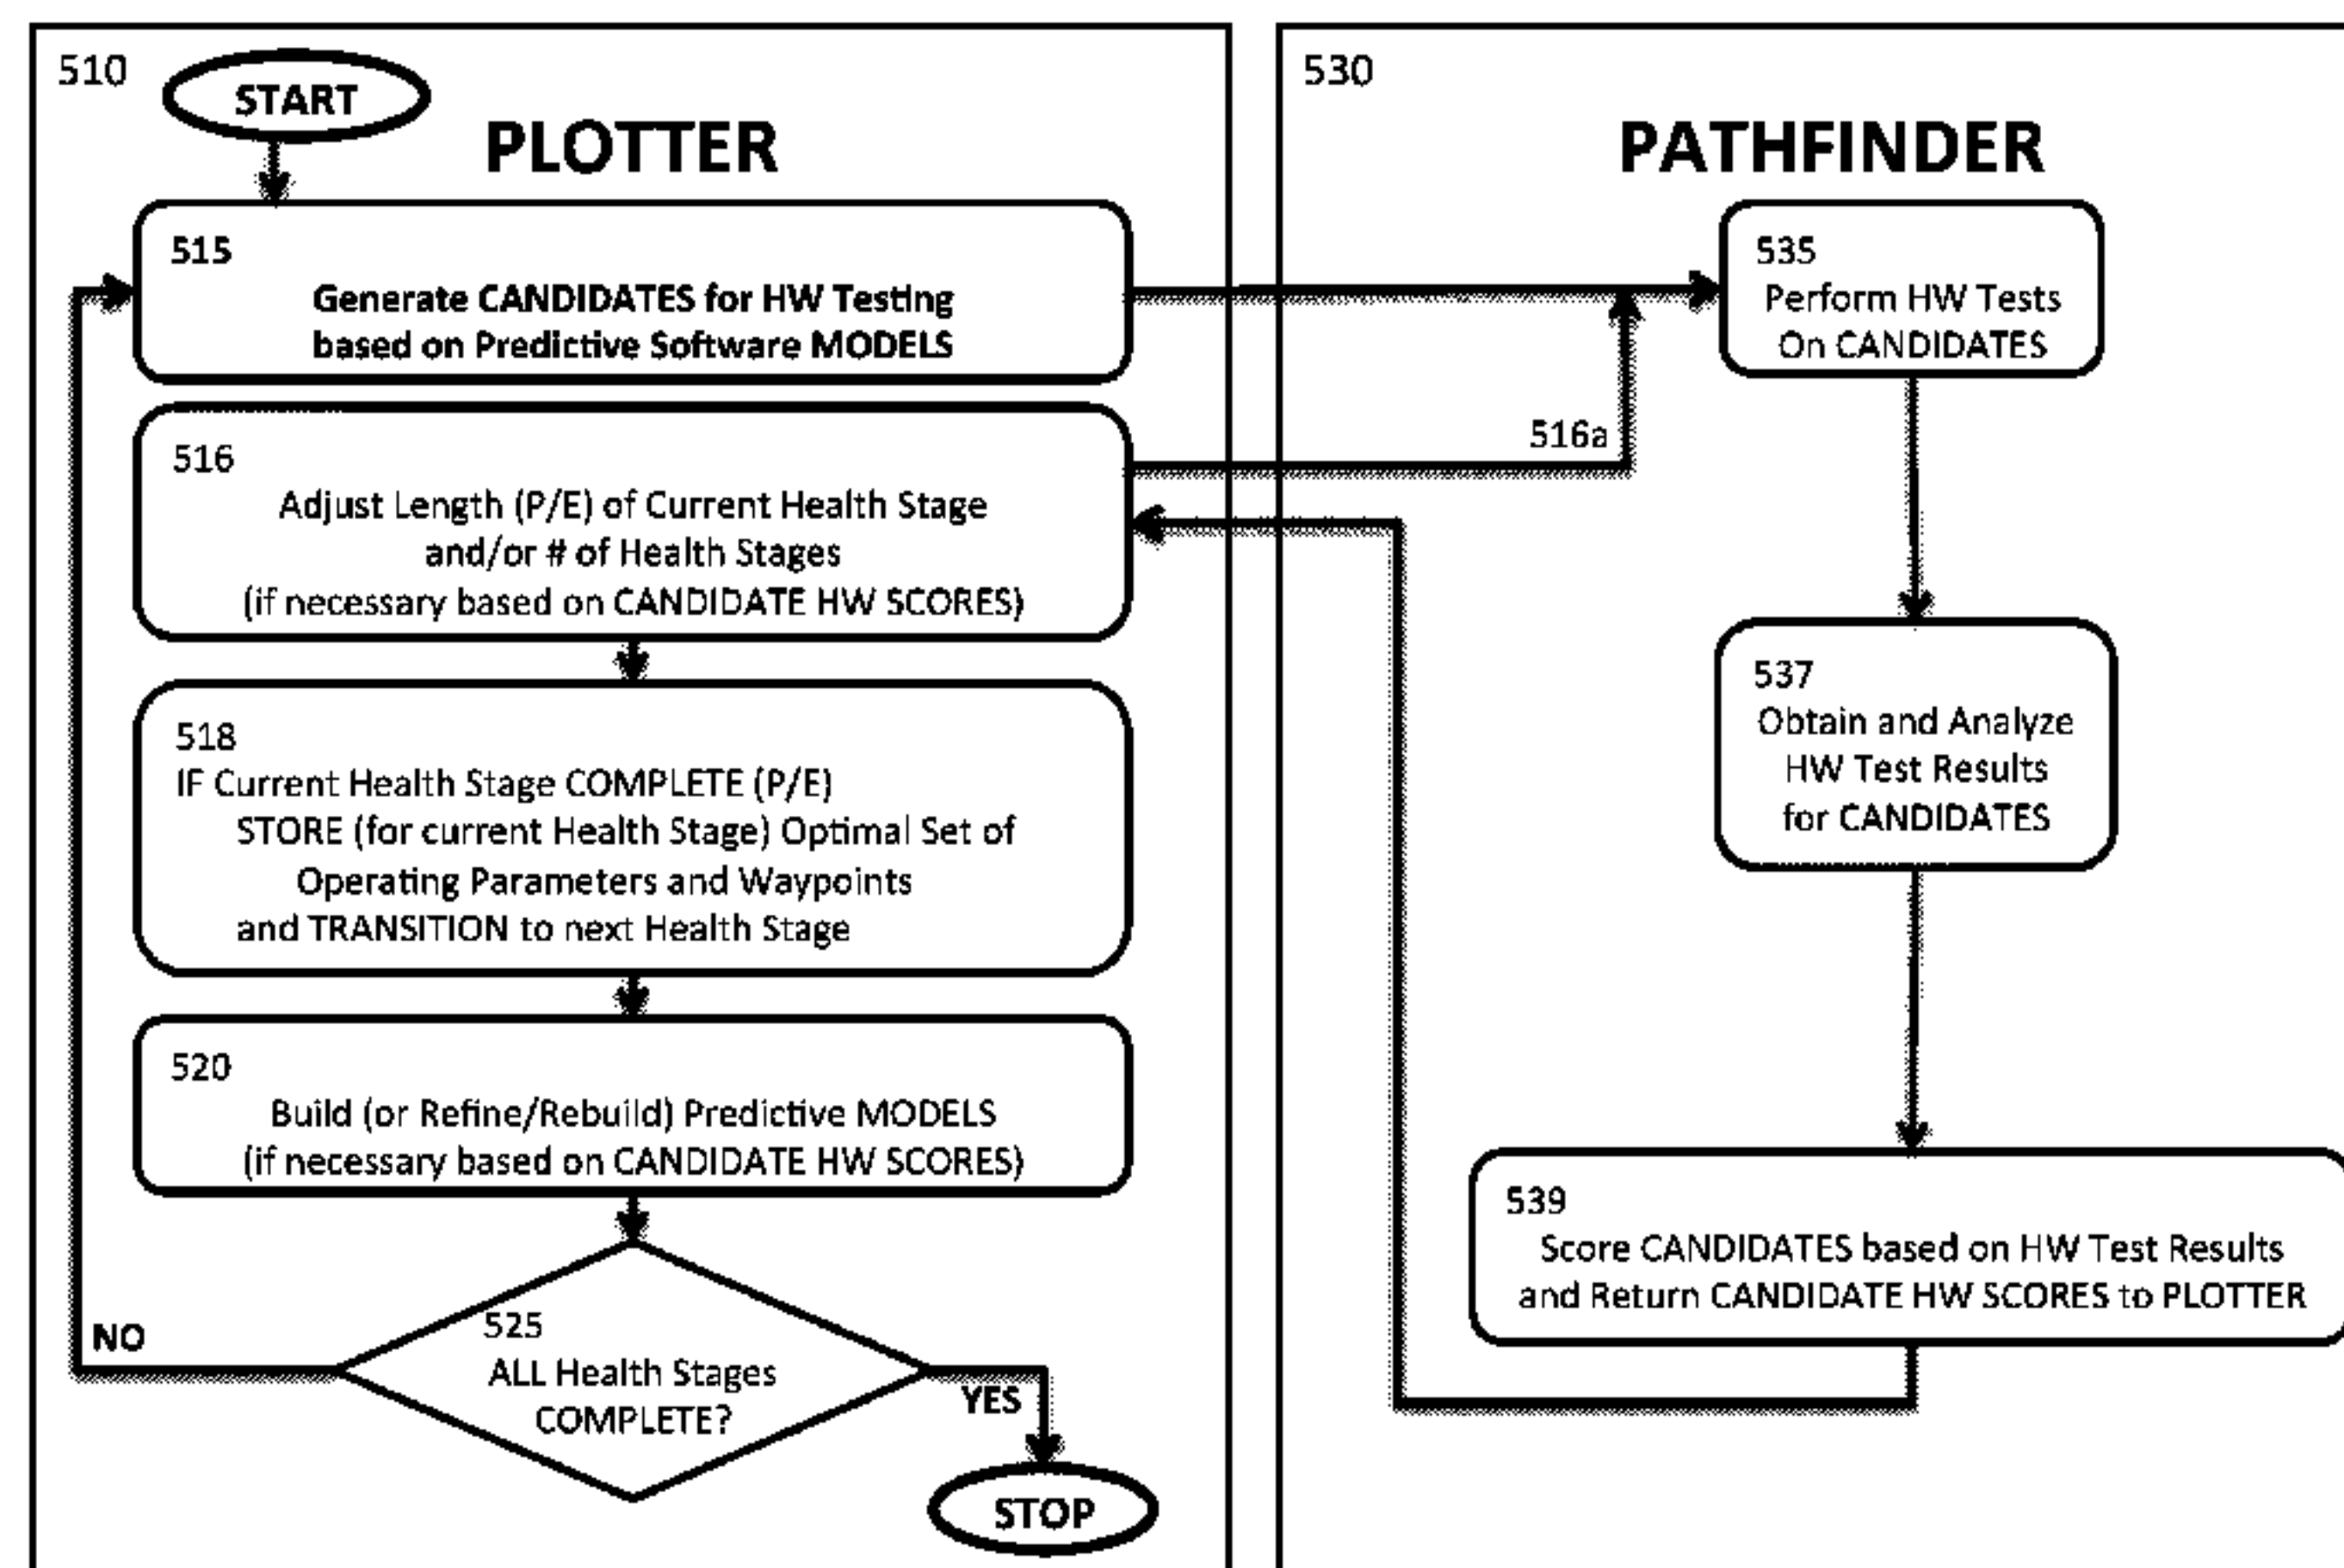 510
START
PLOTTER
515
Generate CANDIDATES for HW Testing
based on Predictive Software MODELS
516
Adjust Length (P/E) of Current Health Stage
and/or # of Health Stages
(if necessary based on CANDIDATE HW SCORES)
518
IF Current Health Stage COMPLETE (P/E)
STORE (for current Health Stage) Optimal Set of
Operating Parameters and Waypoints
and TRANSITION to next Health Stage
520
Build (or Refine/Rebuild) Predictive MODELS
(if necessary based on CANDIDATE HW SCORES)
525
ALL Health Stages
COMPLETE?
NO
YES
STOP
530
PATHFINDER
535
Perform HW Tests
On CANDIDATES
516a
537
Obtain and Analyze
HW Test Results
for CANDIDATES
539
Score CANDIDATES based on HW Test Results
and Return CANDIDATE HW SCORES to PLOTTER